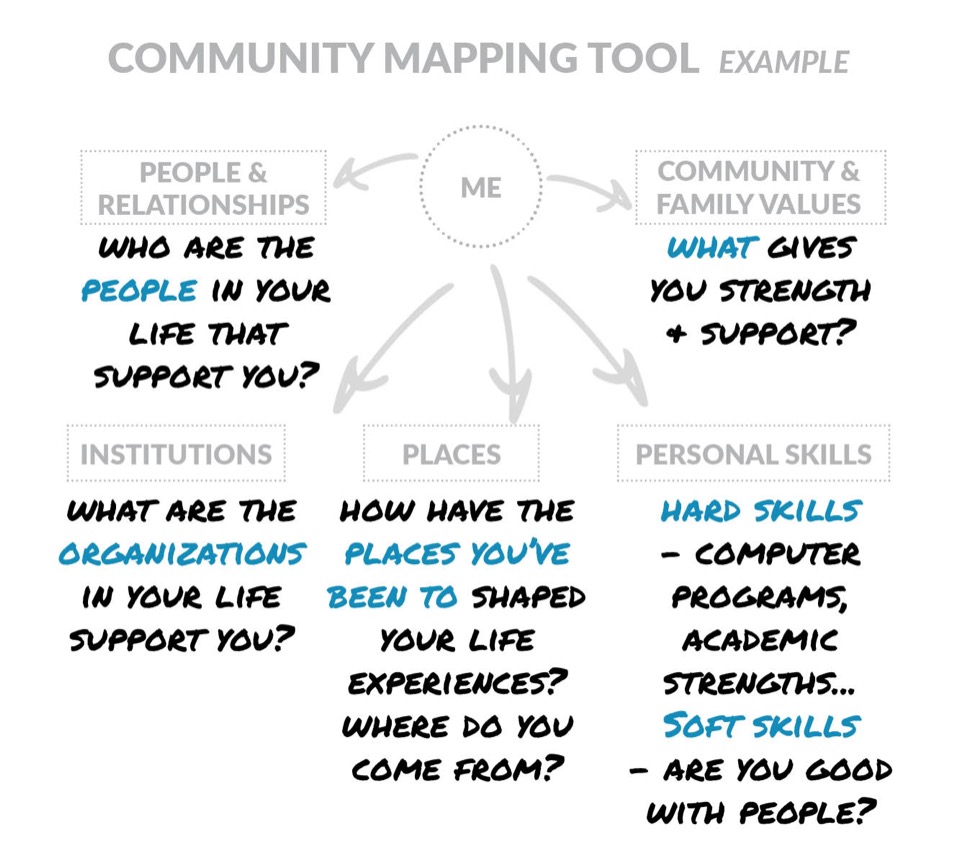 COMMUNITY MAPPING TOOL EXAMPLE
ME
PEOPLE &
RELATIONSHIPS
WHO ARE THE
PEOPLE IN YOUR
LIFE THAT
SUPPORT YOU?
COMMUNITY &
FAMILY VALUES
WHAT GIVES
YOU STRENGTH
+ SUPPORT?
INSTITUTIONS
WHAT ARE THE
ORGANIZATIONS
IN YOUR LIFE
SUPPORT YOU?
PLACES
HOW HAVE THE
PLACES YOU'VE
BEEN TO SHAPED
YOUR LIFE
EXPERIENCES?
WHERE DO YOU
COME FROM?
PERSONAL SKILLS
HARD SKILLS
- COMPUTER
PROGRAMS,
ACADEMIC
STRENGTHS...
SOFT SKILLS
- ARE YOU GOOD
WITH PEOPLE?